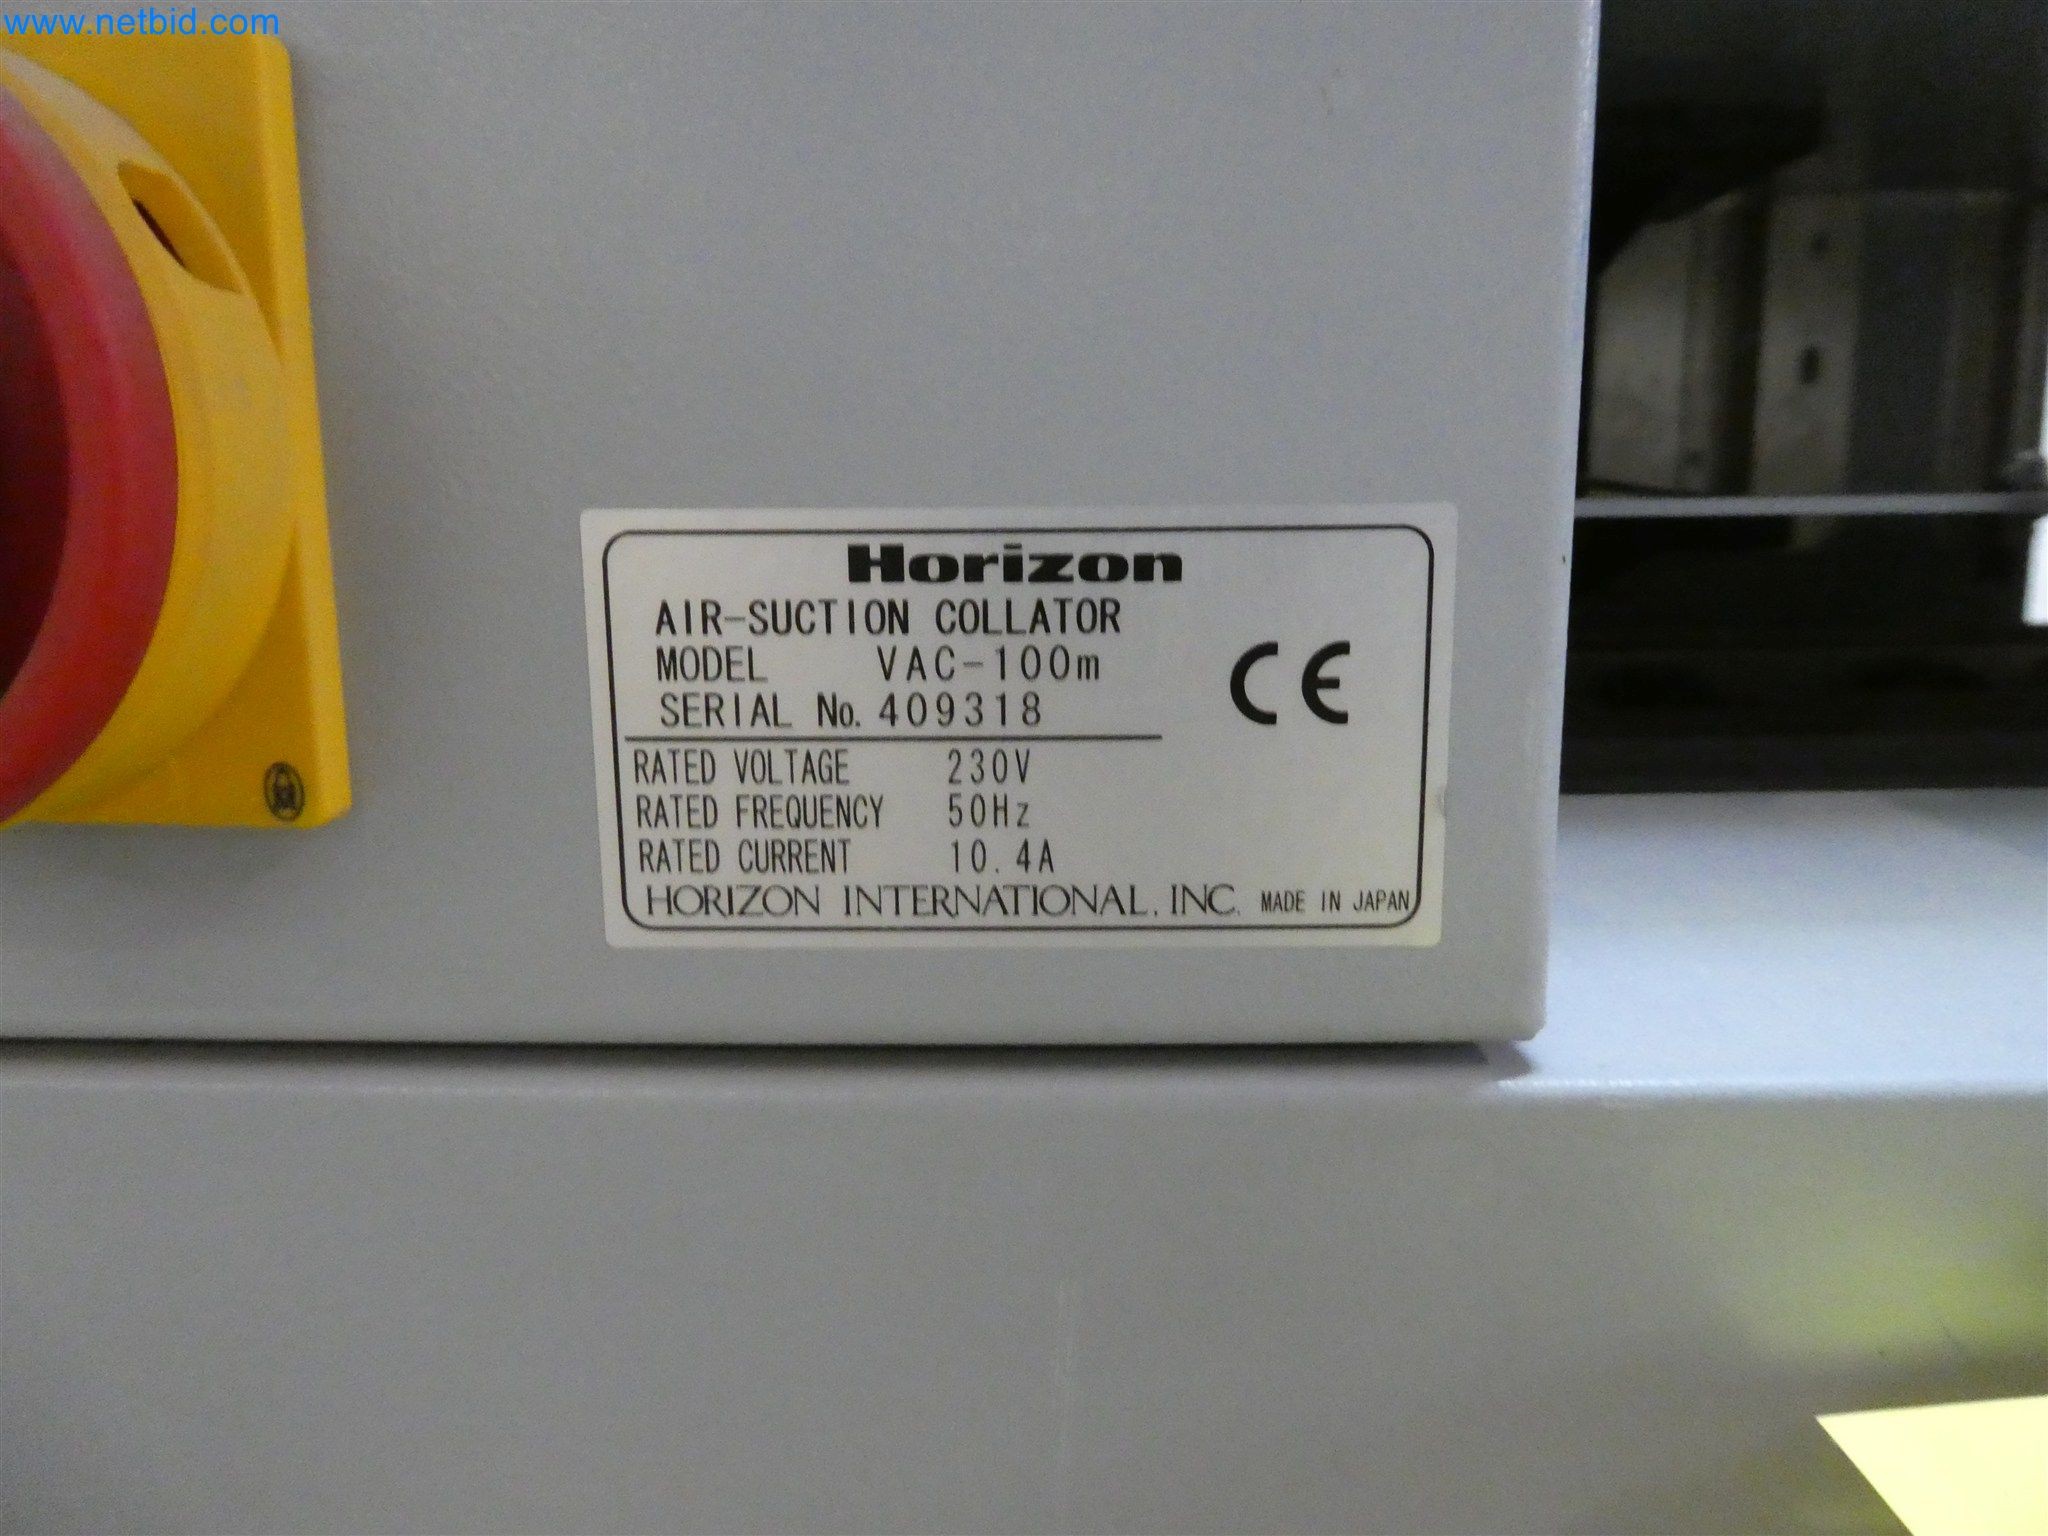 www.netbid.com
Horizon
AIR-SUCTION COLLATOR
MODEL VAC-100m
SERIAL No. 409318
CE
RATED VOLTAGE 230V
RATED FREQUENCY 50Hz
RATED CURRENT 10.4A
HORIZON INTERNATIONAL, INC. MADE IN JAPAN